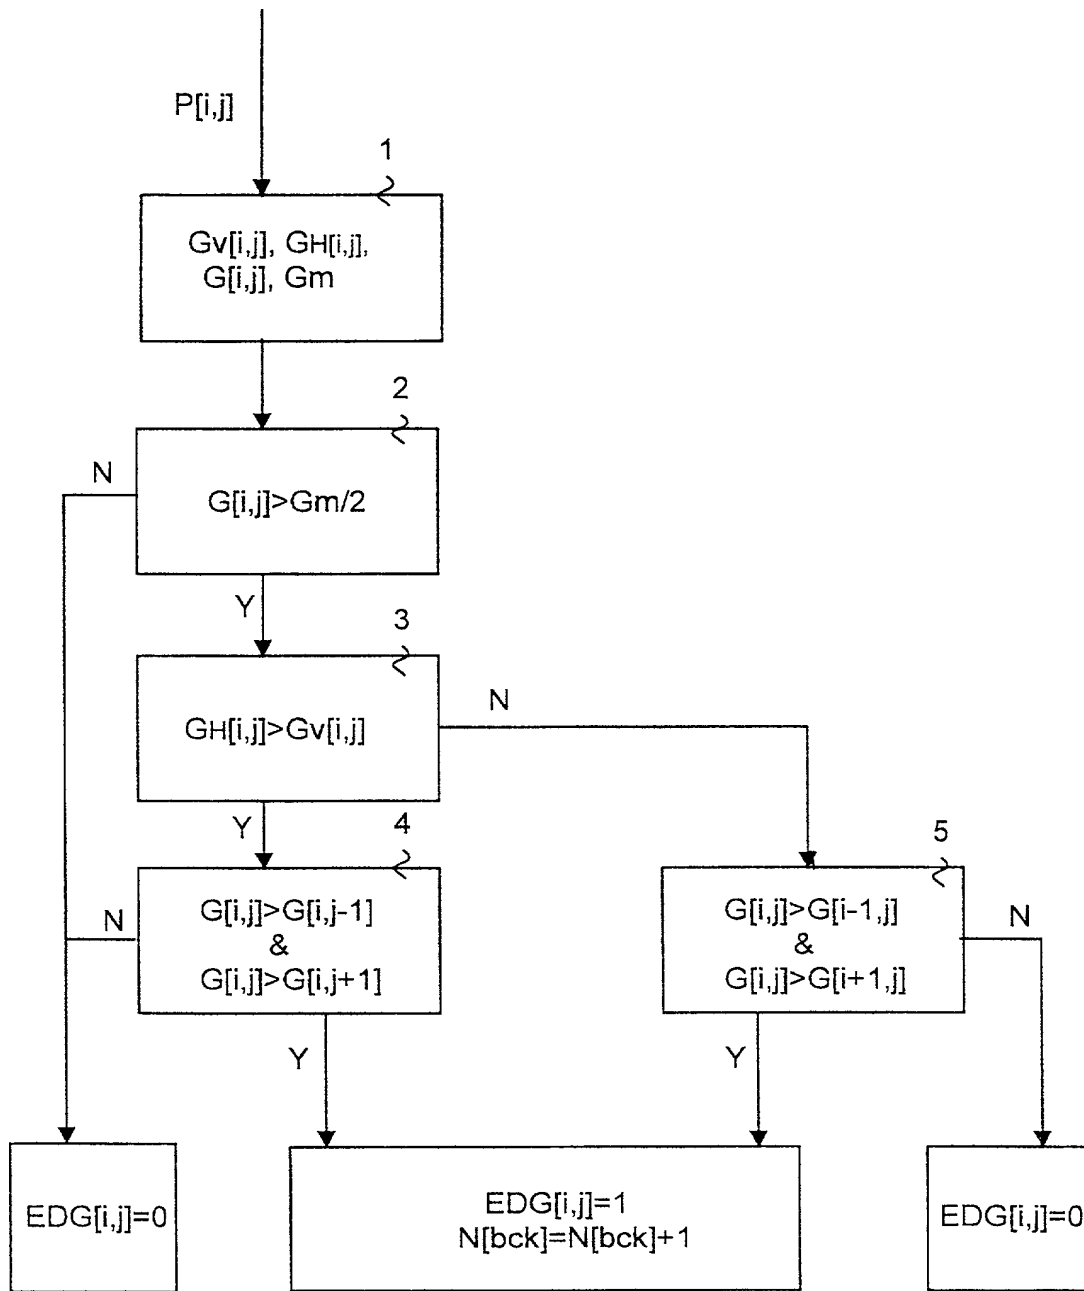 P[i,j]
1
Gv[i,j], GH[i,j],
G[i,j], Gm
2
N
G[i,j]>Gm/2
Y
3
N
GH[i,j]>Gv[i,j]
Y
4
5
N
G[i,j]>G[i,j-1]
&
G[i,j]>G[i,j+1]
G[i,j]>G[i-1,j]
&
G[i,j]>G[i+1,j]
N
Y
Y
EDG[i,j]=0
EDG[i,j]=1
N[bck]=N[bck]+1
EDG[i,j]=0